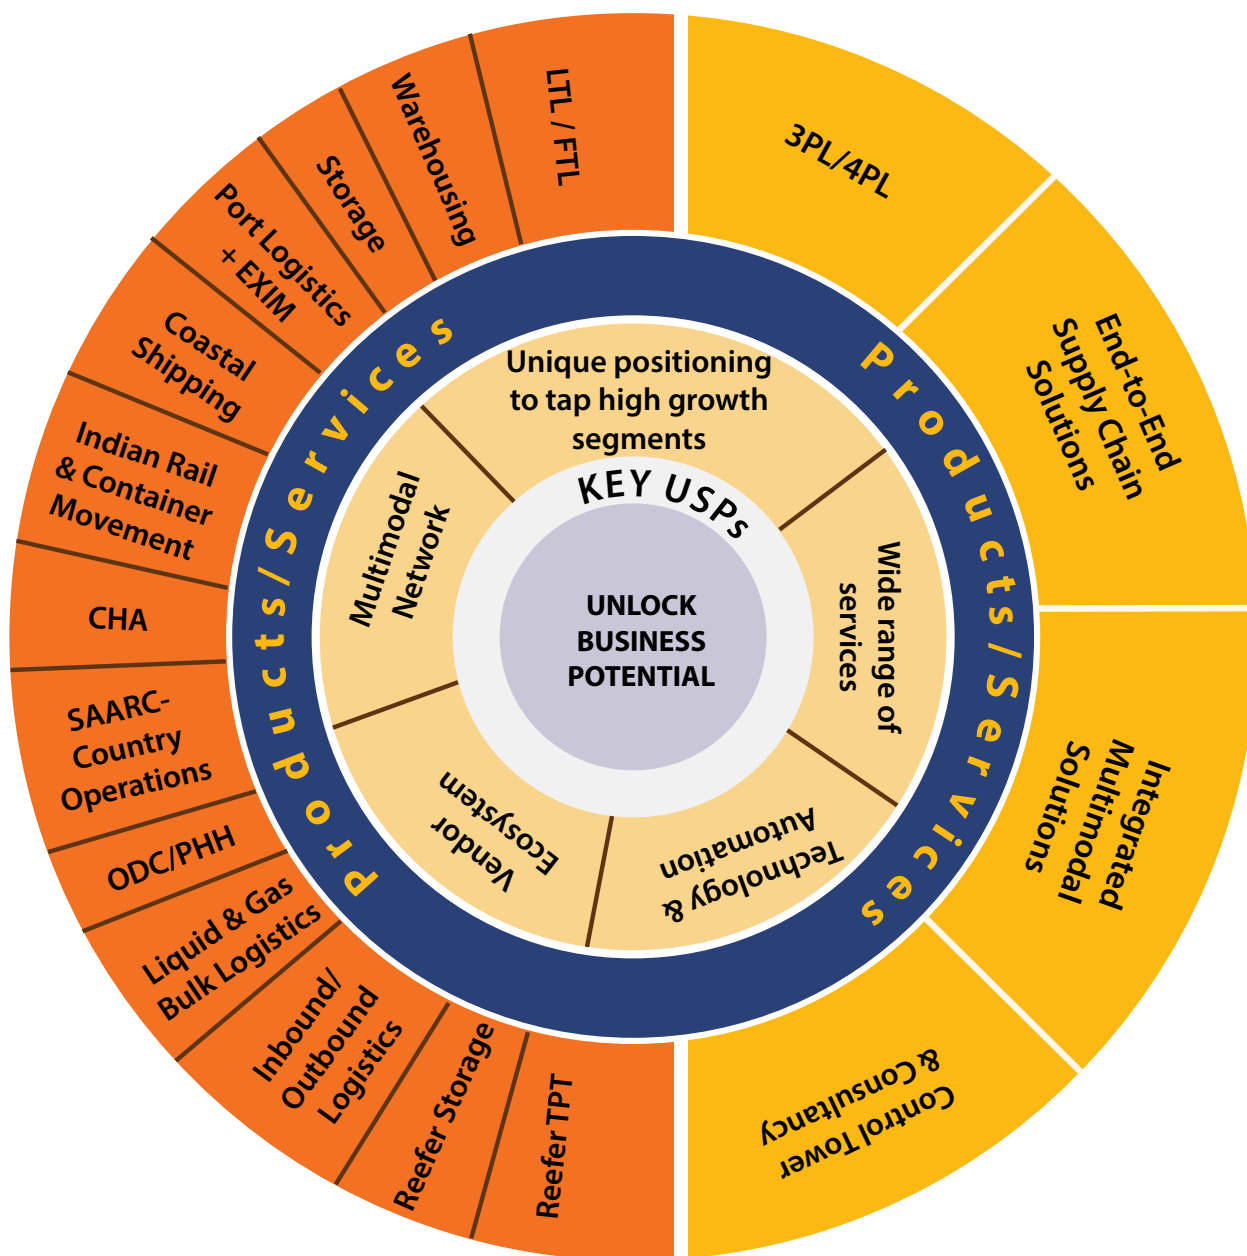 UNLOCK
BUSINESS
POTENTIAL
KEY USPs
Unique positioning
to tap high growth
segments
Wide range of
services
Technology &
Automation
Vendor
Ecosystem
Multimodal
Network
Products/Services
Products/Services
3PL/4PL
End-to-End
Supply Chain
Solutions
Integrated
Multimodal
Solutions
Control Tower
& Consultancy
LTL / FTL
Warehousing
Storage
Port Logistics
+ EXIM
Coastal
Shipping
Indian Rail
& Container
Movement
CHA
SAARC-
Country
Operations
ODC/PHH
Liquid & Gas
Bulk Logistics
Inbound/
Outbound
Logistics
Reefer Storage
Reefer TPT